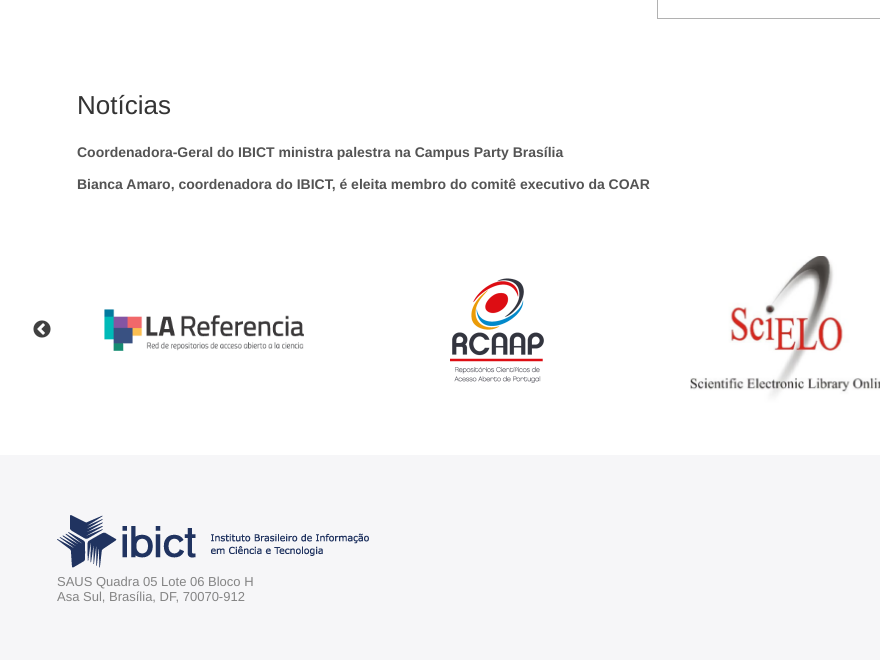 Notícias
Coordenadora-Geral do IBICT ministra palestra na Campus Party Brasília
Bianca Amaro, coordenadora do IBICT, é eleita membro do comitê executivo da COAR
LA Referencia
Red de repositorios de acceso abierto a la ciencia
RCAAP
Repositórios Científicos de
Acesso Aberto de Portugal
SciELO
Scientific Electronic Library Onlin
ibict
Instituto Brasileiro de Informação
em Ciência e Tecnologia
SAUS Quadra 05 Lote 06 Bloco H
Asa Sul, Brasília, DF, 70070-912